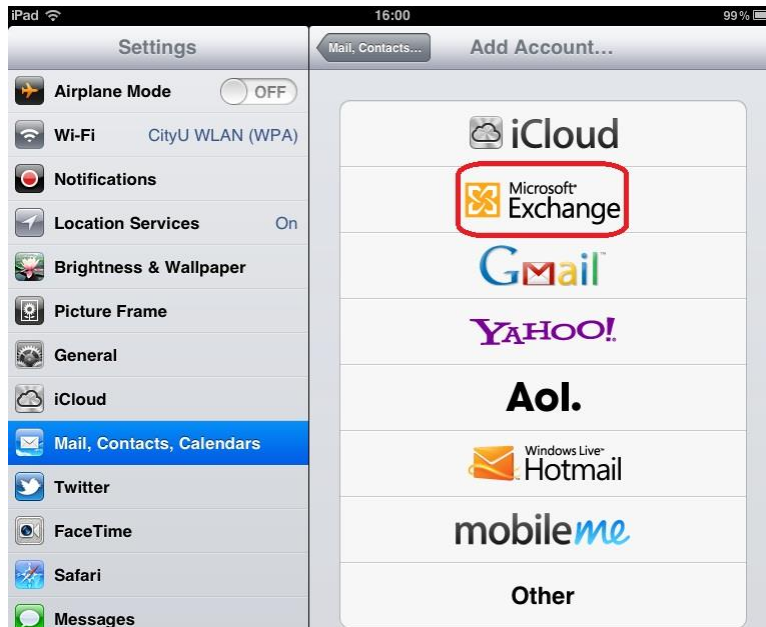 iPad 16:00 99%
Settings
Mail, Contacts... Add Account...
Airplane Mode OFF
Wi-Fi CityU WLAN (WPA)
Notifications
Location Services On
Brightness & Wallpaper
Picture Frame
General
iCloud
Mail, Contacts, Calendars
Twitter
FaceTime
Safari
Messages
iCloud
Microsoft
Exchange
Gmail
YAHOO!
Aol.
Windows Live
Hotmail
mobileme
Other